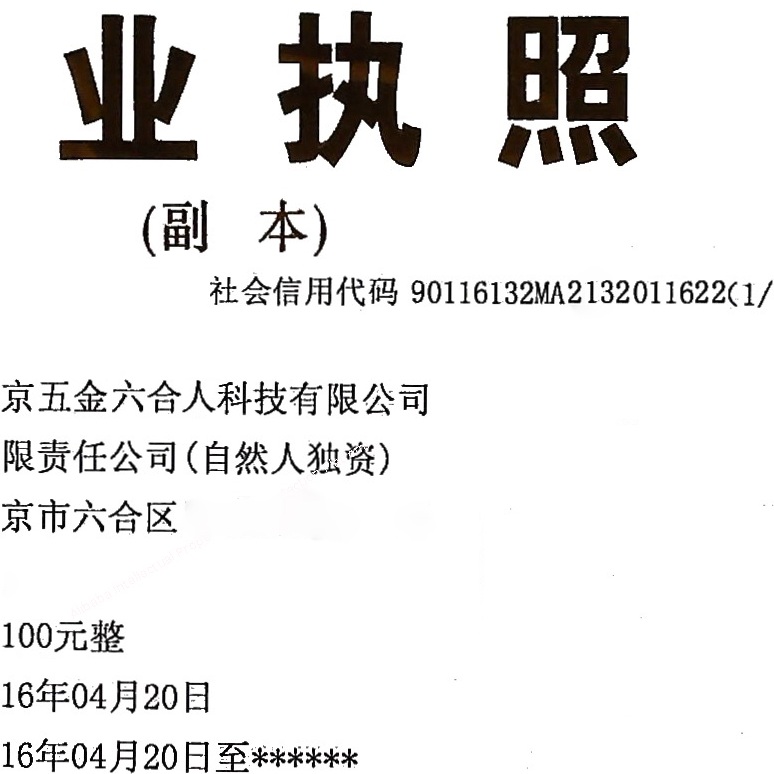 业执照
(副 本)
社会信用代码 90116132MA2132011622(1/
京五金六合人科技有限公司
限责任公司(自然人独资)
京市六合区
100元整
16年04月20日
16年04月20日至******